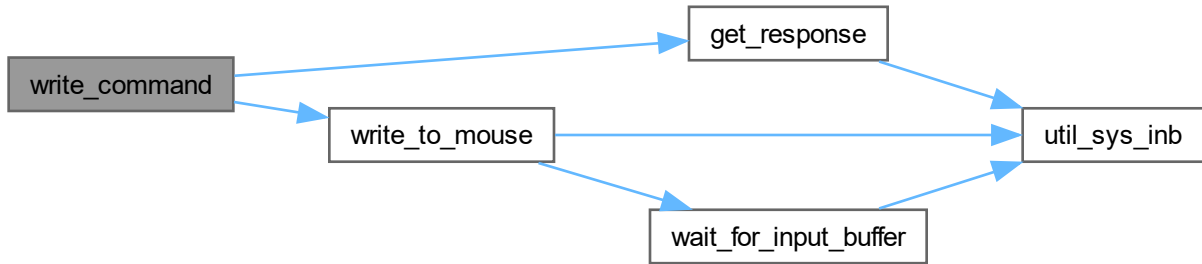 get_response
write_command
write_to_mouse
util_sys_inb
wait_for_input_buffer